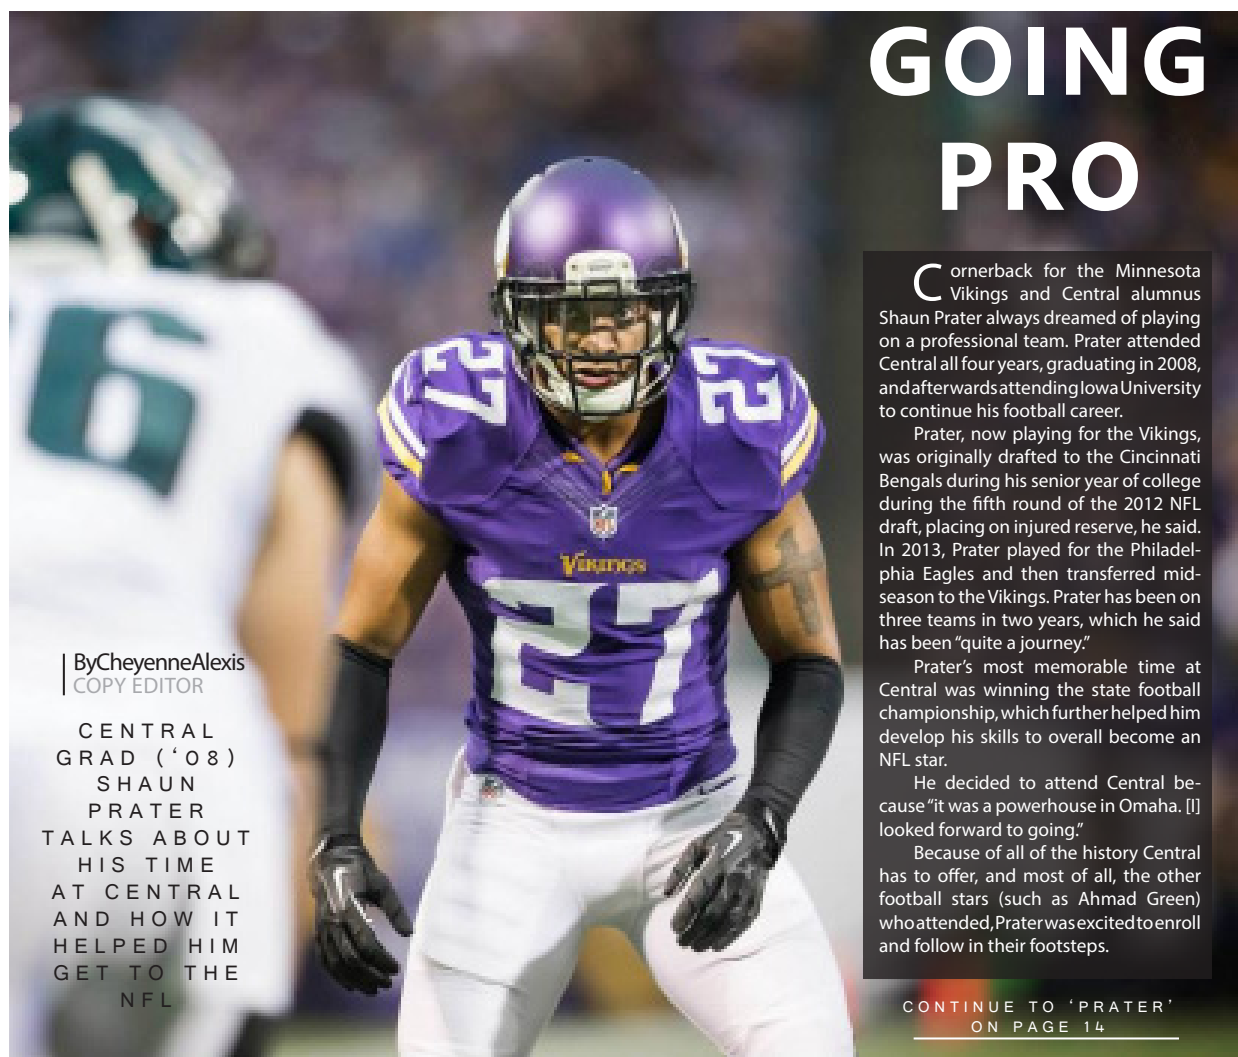 GOING
PRO
Cornerback for the Minnesota
Vikings and Central alumnus
Shaun Prater always dreamed of playing
on a professional team. Prater attended
Central all four years, graduating in 2008,
and afterwards attending Iowa University
to continue his football career.
Prater, now playing for the Vikings,
was originally drafted to the Cincinnati
Bengals during his senior year of college
during the fifth round of the 2012 NFL
draft, placing on injured reserve, he said.
In 2013, Prater played for the Philadel-
phia Eagles and then transferred mid-
season to the Vikings. Prater has been on
three teams in two years, which he said
has been “quite a journey.”
Prater’s most memorable time at
Central was winning the state football
championship, which further helped him
develop his skills to overall become an
NFL star.
He decided to attend Central be-
cause “it was a powerhouse in Omaha. [I]
looked forward to going.”
Because of all of the history Central
has to offer, and most of all, the other
football stars (such as Ahmad Green)
who attended, Prater was excited to enroll
and follow in their footsteps.
CONTINUE TO ‘PRATER’
ON PAGE 14
By Cheyenne Alexis
COPY EDITOR
CENTRAL
GRAD (‘08)
SHAUN
PRATER
TALKS ABOUT
HIS TIME
AT CENTRAL
AND HOW IT
HELPED HIM
GET TO THE
NFL
6
27
27
VIKINGS
27